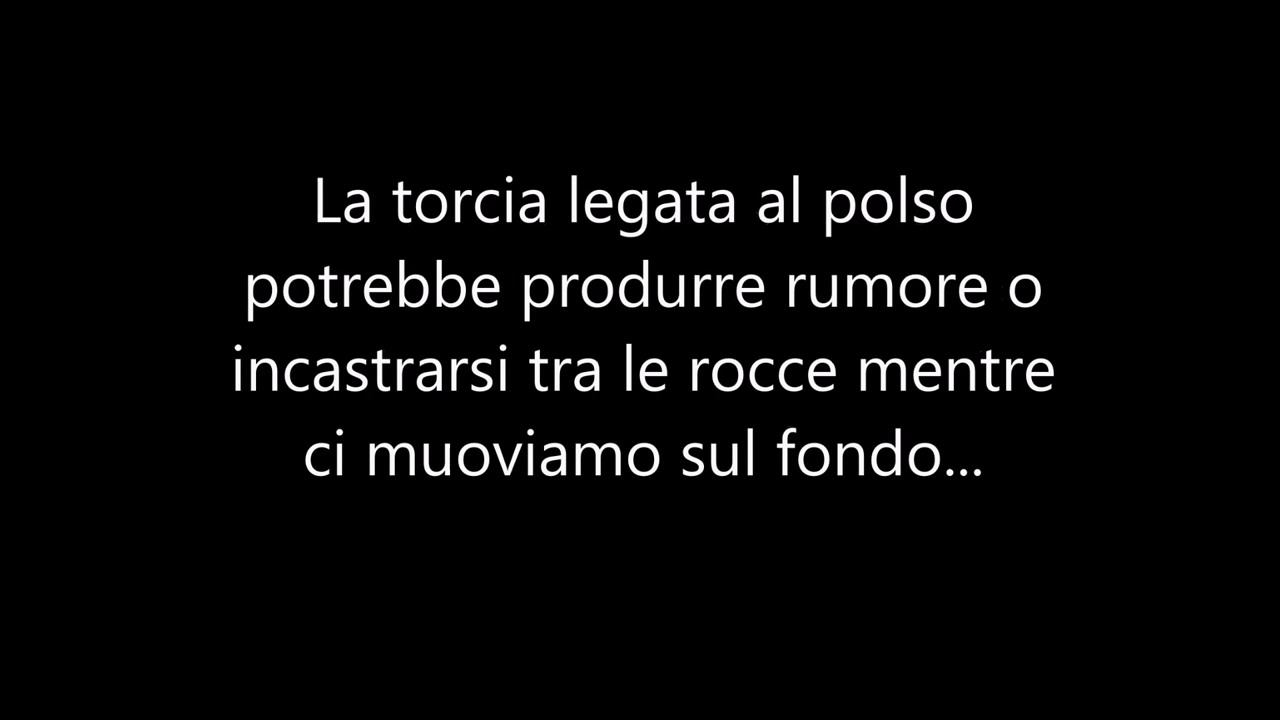 La torcia legata al polso
potrebbe produrre rumore o
incastrarsi tra le rocce mentre
ci muoviamo sul fondo...